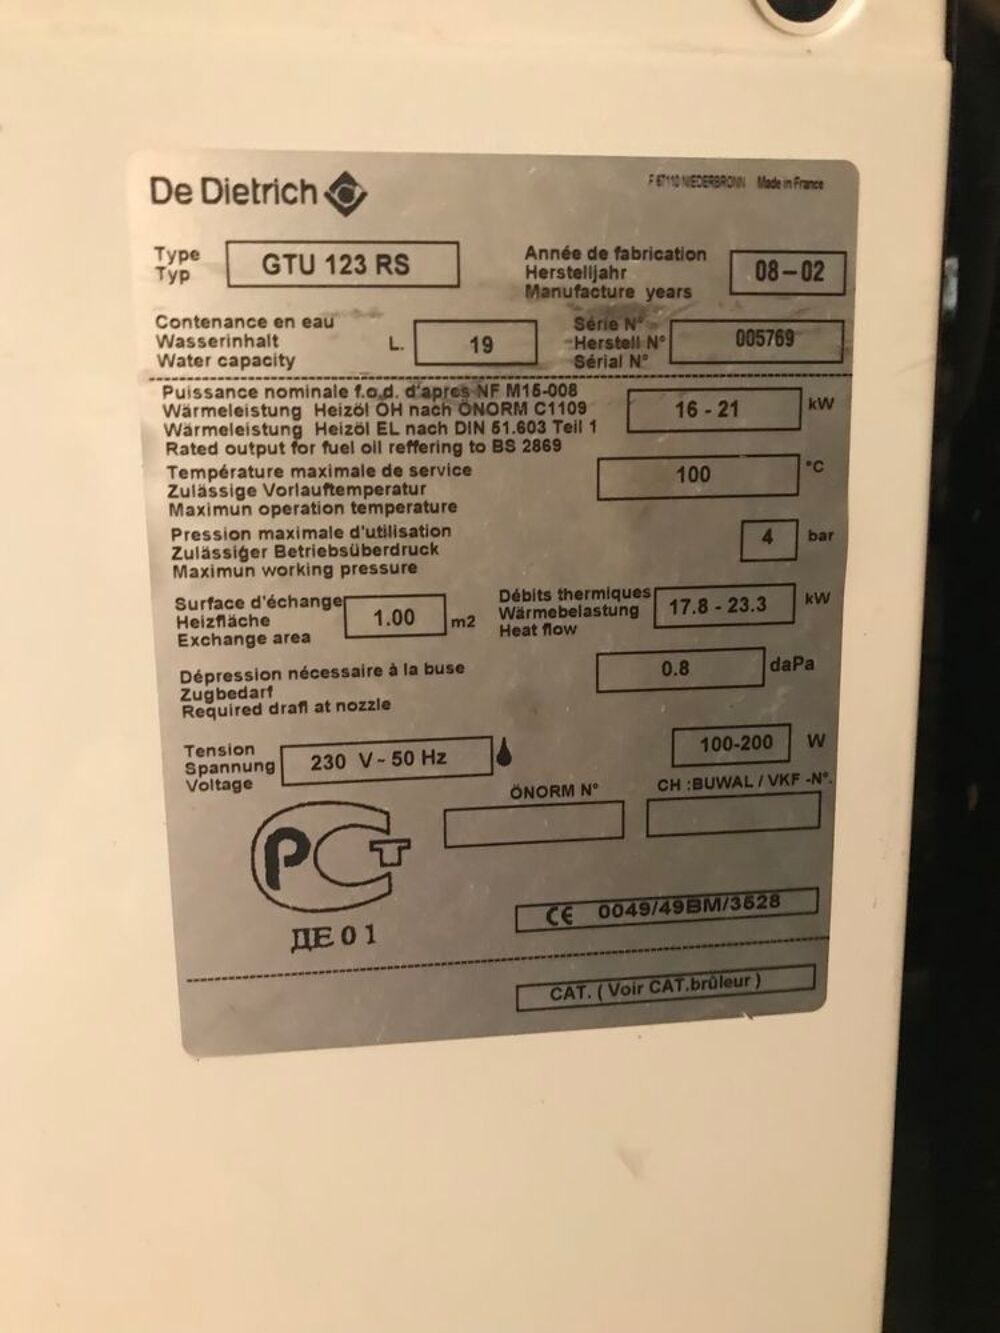 De Dietrich
F 67110 NIEDERBRONN Made in France
Type
Typ
GTU 123 RS
Année de fabrication
Herstelljahr
Manufacture years
08-02
Contenance en eau
Wasserinhalt
Water capacity
L.
19
Série N°
Herstell N°
Sérial N°
005769
Puissance nominale f.o.d. d'apres NF M15-008
Wärmeleistung Heizöl OH nach ÖNORM C1109
Wärmeleistung Heizöl EL nach DIN 51.603 Teil 1
Rated output for fuel oil reffering to BS 2869
16 - 21
kW
Température maximale de service
Zulässige Vorlauftemperatur
Maximun operation temperature
100
°C
Pression maximale d'utilisation
Zulässiger Betriebsüberdruck
Maximun working pressure
4
bar
Surface d'échange
Heizfläche
Exchange area
1.00
m2
Débits thermiques
Wärmebelastung
Heat flow
17.8 - 23.3
kW
Dépression nécessaire à la buse
Zugbedarf
Required draft at nozzle
0.8
daPa
Tension
Spannung
Voltage
230 V ~ 50 Hz
100-200
W
ÖNORM N°
CH :BUWAL / VKF -N°.
РСТ
ДЕ 0 1
CE 0049/49BM/3528
CAT. ( Voir CAT.brûleur )